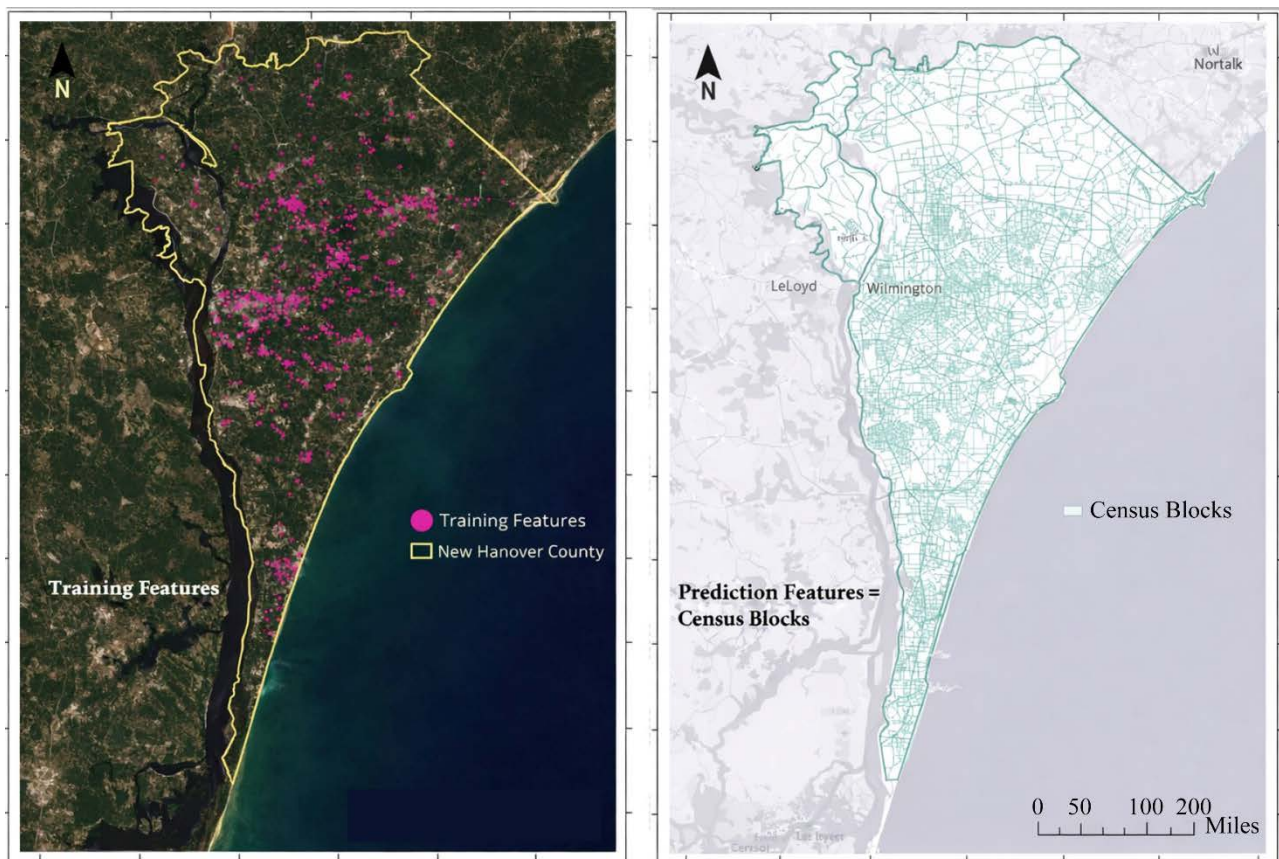 N
Training Features
New Hanover County
Training Features
N
Nortalk
LeLoyd
Wilmington
Census Blocks
Prediction Features =
Census Blocks
0 50 100 200
Miles